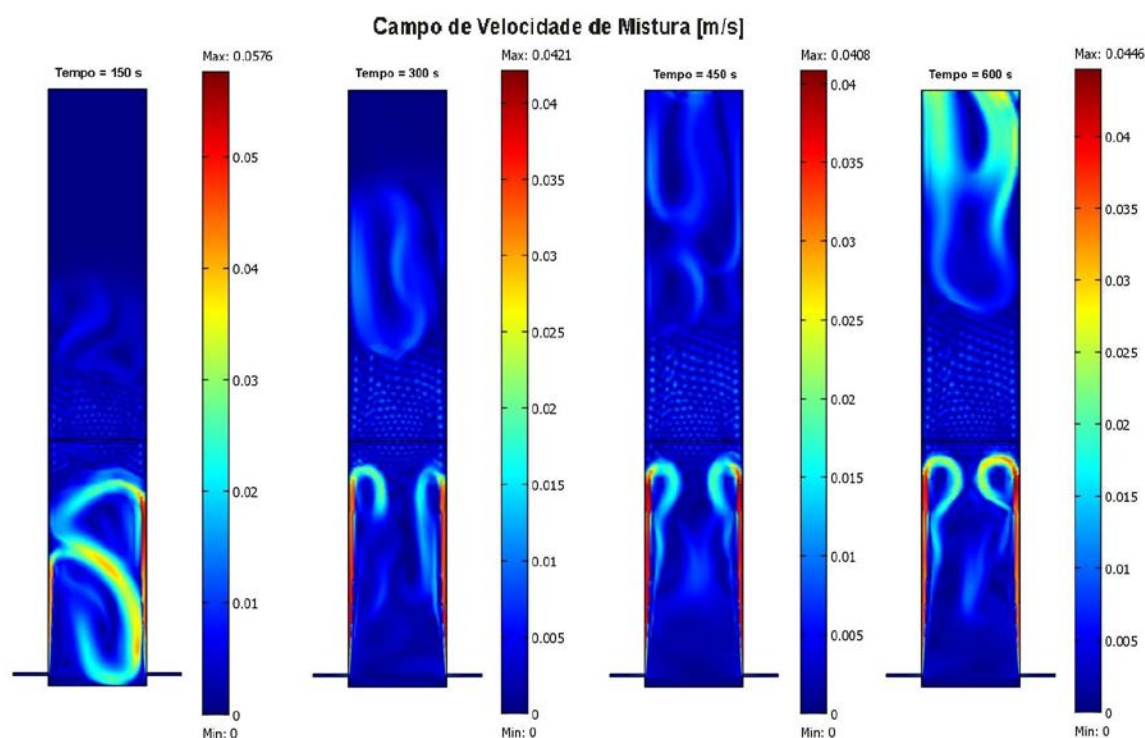 Campo de Velocidade de Mistura [m/s]
Tempo = 150 s
Max: 0.0576
0.05
0.04
0.03
0.02
0.01
0
Min: 0
Tempo = 300 s
Max: 0.0421
0.04
0.035
0.03
0.025
0.02
0.015
0.01
0.005
0
Min: 0
Tempo = 450 s
Max: 0.0408
0.04
0.035
0.03
0.025
0.02
0.015
0.01
0.005
0
Min: 0
Tempo = 600 s
Max: 0.0446
0.04
0.035
0.03
0.025
0.02
0.015
0.01
0.005
0
Min: 0